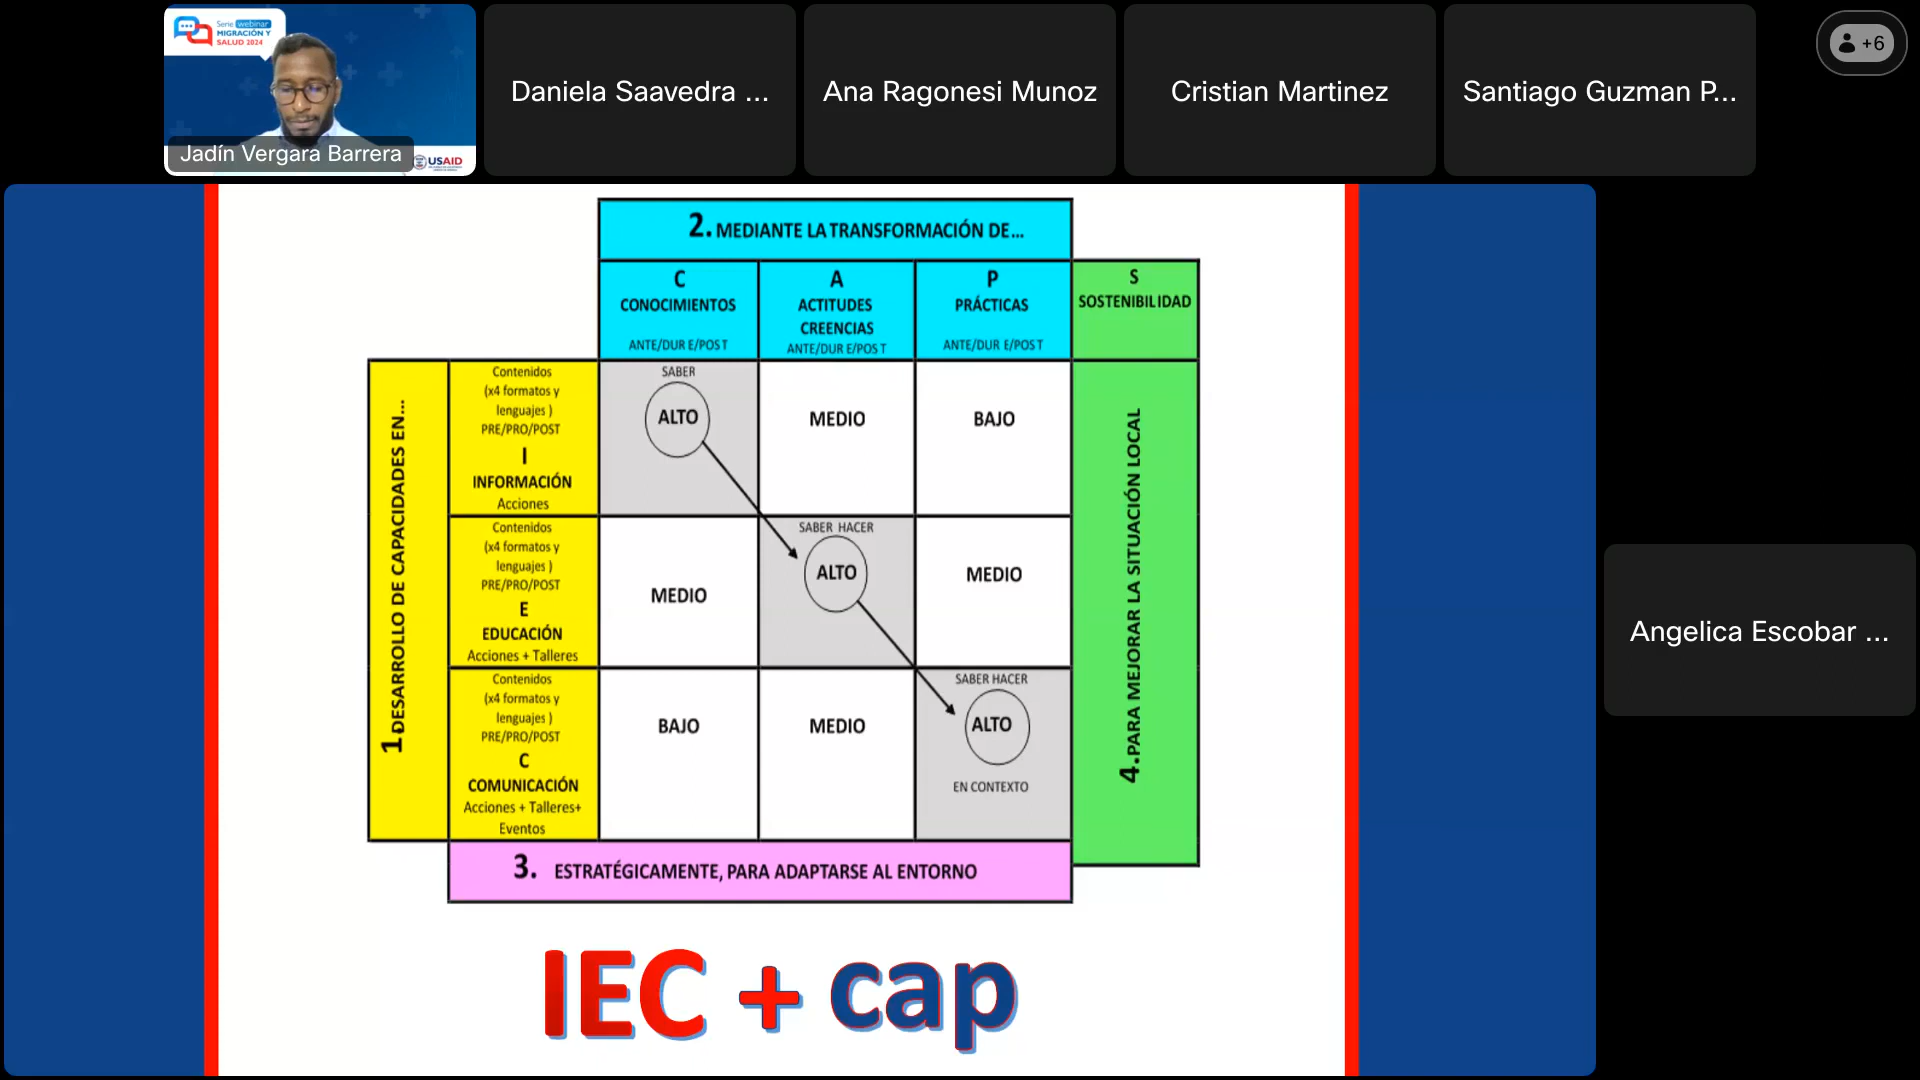 Serie webinar
MIGRACIÓN Y
SALUD 2024
Jadín Vergara Barrera
USAID
Daniela Saavedra ...
Ana Ragonesi Munoz
Cristian Martinez
Santiago Guzman P...
+6
2. MEDIANTE LA TRANSFORMACIÓN DE...
C
CONOCIMIENTOS
ANTE/DUR E/POS T
A
ACTITUDES
CREENCIAS
ANTE/DUR E/POS T
P
PRÁCTICAS
ANTE/DUR E/POS T
S
SOSTENIBILIDAD
1 DESARROLLO DE CAPACIDADES EN...
Contenidos
(x4 formatos y
lenguajes )
PRE/PRO/POST
I
INFORMACIÓN
Acciones
SABER
ALTO
MEDIO
BAJO
Contenidos
(x4 formatos y
lenguajes )
PRE/PRO/POST
E
EDUCACIÓN
Acciones + Talleres
MEDIO
SABER HACER
ALTO
MEDIO
Contenidos
(x4 formatos y
lenguajes )
PRE/PRO/POST
C
COMUNICACIÓN
Acciones + Talleres+
Eventos
BAJO
MEDIO
SABER HACER
ALTO
EN CONTEXTO
4. PARA MEJORAR LA SITUACIÓN LOCAL
3. ESTRATÉGICAMENTE, PARA ADAPTARSE AL ENTORNO
IEC + cap
Angelica Escobar ...